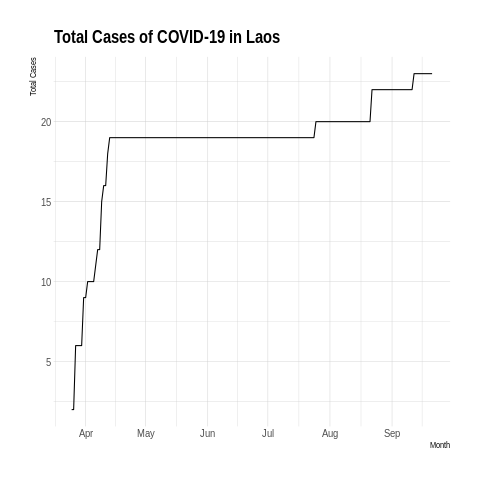 Total Cases of COVID-19 in Laos
Total Cases
20
15
10
5
Apr May Jun Jul Aug Sep
Month